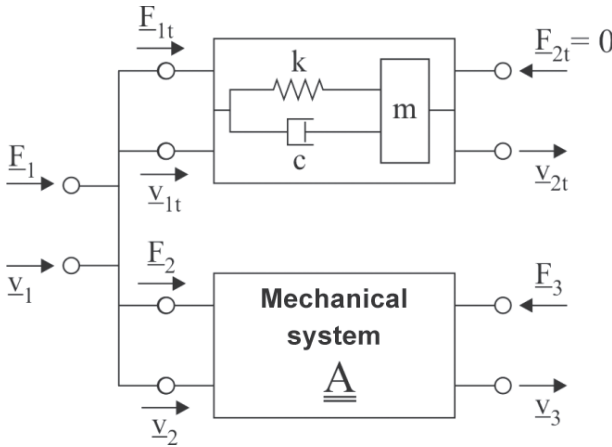 F1t
F2t = 0
k
m
c
F1
v1t
v2t
v1
F2
F3
Mechanical
system
A
v2
v3